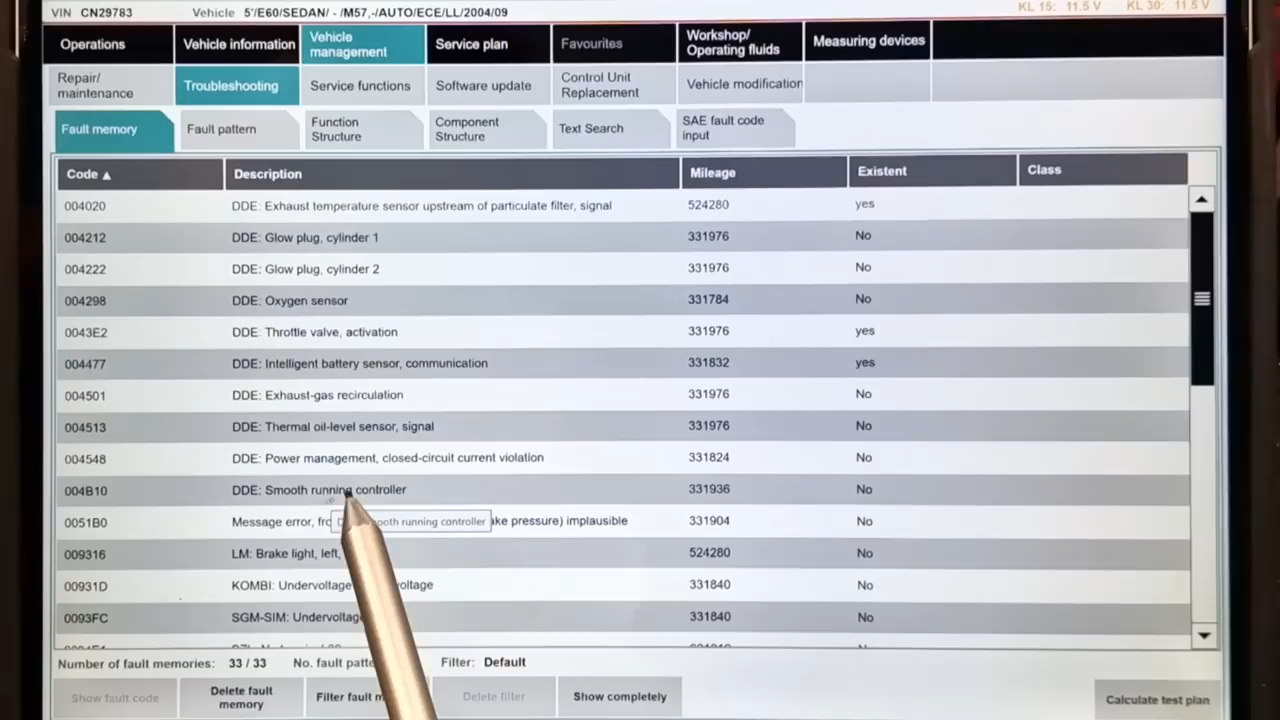 VIN CN29783 Vehicle 5'/E60/SEDAN/ - /M57,-/AUTO/ECE/LL/2004/09 KL 15: 11.5 V KL 30: 11.5 V
Operations Vehicle information Vehicle management Service plan Favourites Workshop/ Operating fluids Measuring devices
Repair/ maintenance Troubleshooting Service functions Software update Control Unit Replacement Vehicle modification
Fault memory Fault pattern Function Structure Component Structure Text Search SAE fault code input
Code ▲ Description Mileage Existent Class
004020 DDE: Exhaust temperature sensor upstream of particulate filter, signal 524280 yes
004212 DDE: Glow plug, cylinder 1 331976 No
004222 DDE: Glow plug, cylinder 2 331976 No
004298 DDE: Oxygen sensor 331784 No
0043E2 DDE: Throttle valve, activation 331976 yes
004477 DDE: Intelligent battery sensor, communication 331832 yes
004501 DDE: Exhaust-gas recirculation 331976 No
004513 DDE: Thermal oil-level sensor, signal 331976 No
004548 DDE: Power management, closed-circuit current violation 331824 No
004B10 DDE: Smooth running controller 331936 No
0051B0 Message error, running controller pressure) implausible 331904 No
009316 LM: Brake light, left, 524280 No
00931D KOMBI: Undervoltage 331840 No
0093FC SGM-SIM: 331840 No
Number of fault memories: 33 / 33 No. fault Filter: Default
Show fault code Delete fault memory Filter fault Delete filter Show completely Calculate test plan